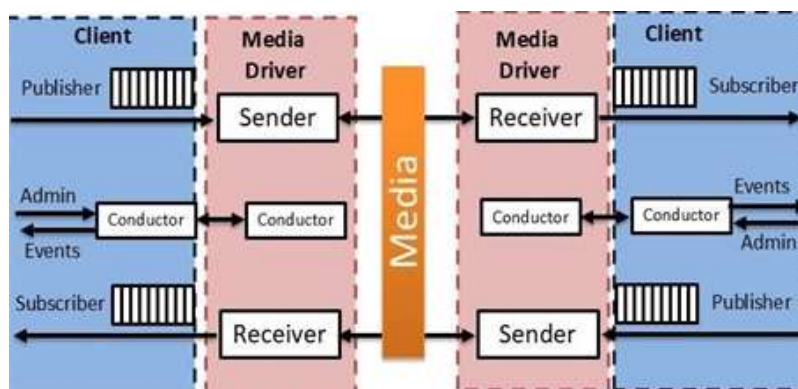 Client
Media
Driver
Media
Driver
Client
Publisher
Sender
Receiver
Subscriber
Media
Admin
Conductor
Conductor
Events
Conductor
Conductor
Events
Admin
Subscriber
Receiver
Sender
Publisher